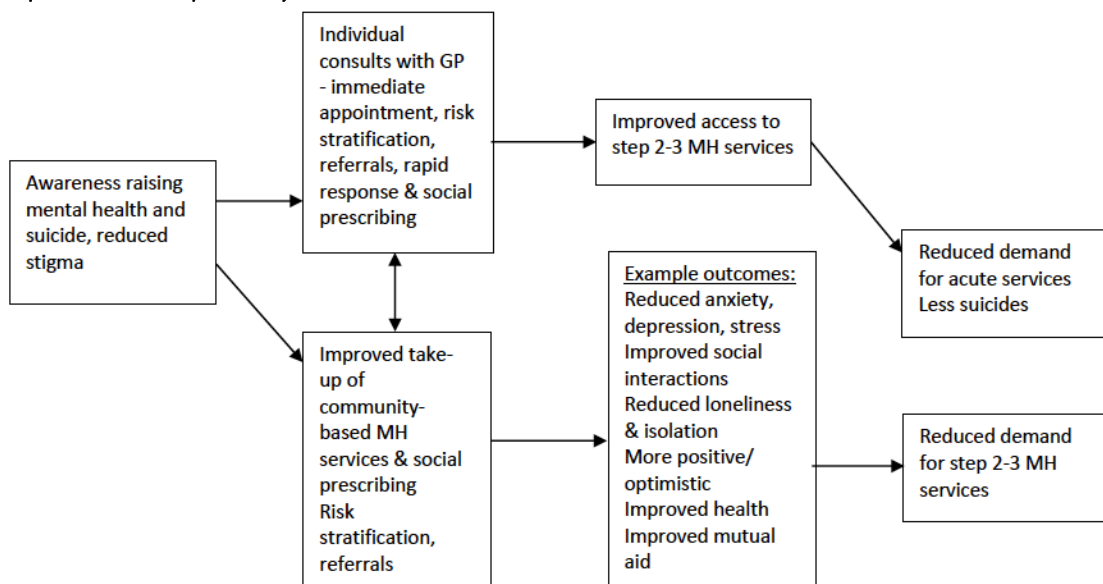 Individual
consults with GP
- immediate
appointment, risk
stratification,
referrals, rapid
response & social
prescribing
Improved access to
step 2-3 MH services
Awareness raising
mental health and
suicide, reduced
stigma
Reduced demand
for acute services
Less suicides
Example outcomes:
Reduced anxiety,
depression, stress
Improved social
interactions
Reduced loneliness
& isolation
More positive/
optimistic
Improved health
Improved mutual
aid
Improved take-
up of
community-
based MH
services & social
prescribing
Risk
stratification,
referrals
Reduced demand
for step 2-3 MH
services